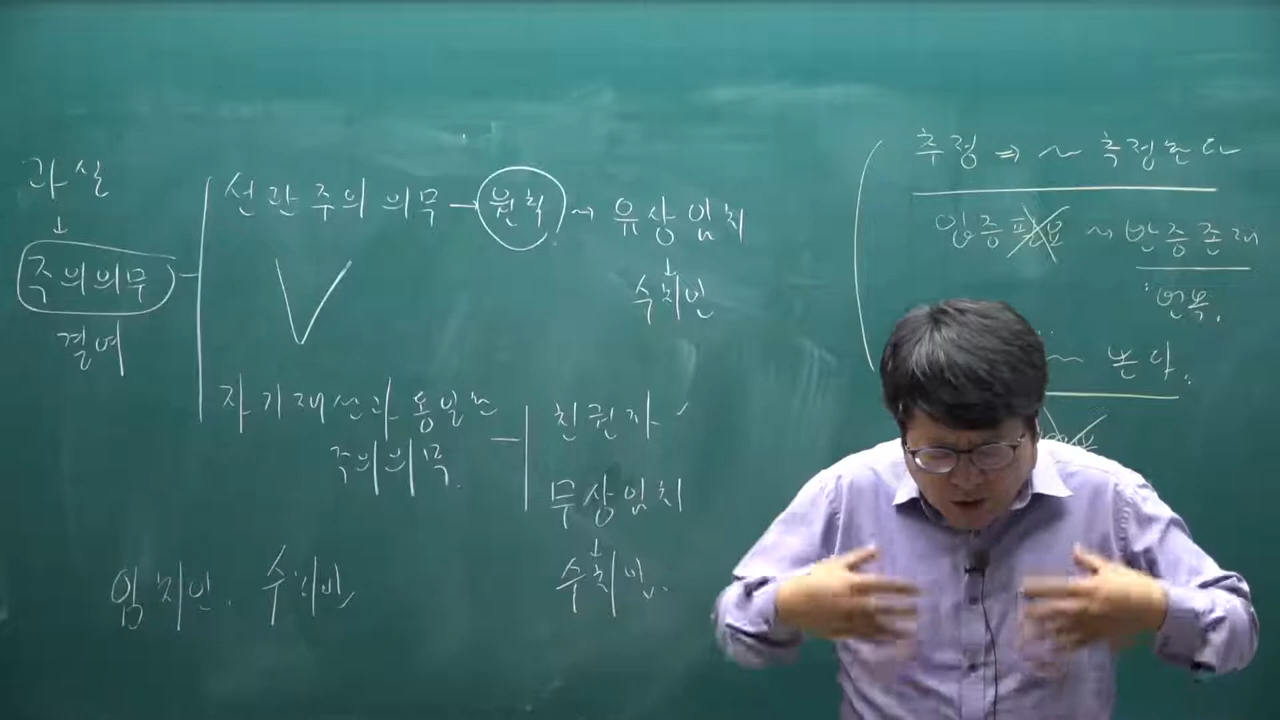 과실
↓
주의의무
결여
선관주의의무 → 원칙 → 유상임치
↓
수치인
자기재산과 동일한
주의의무.
친권자 ✓
무상임치
↓
수치인.
임치인. 수치인
추정 ⇒ ~ 추정한다
입증필요 ~ 반증존재
번복.
~ 본다.